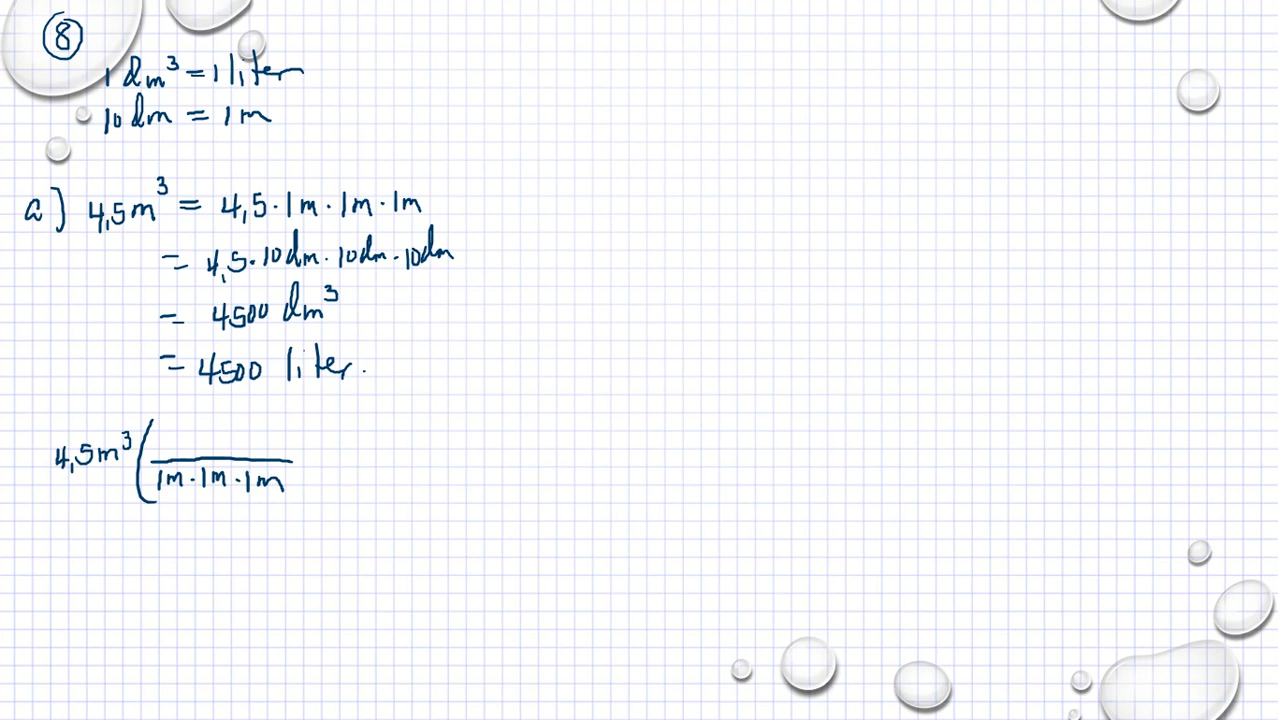 8
1 dm³ = 1 liter
10 dm = 1 m
a) 4,5 m³ = 4,5 · 1m · 1m · 1m
= 4,5 · 10dm · 10dm · 10dm
= 4500 dm³
= 4500 liter.
4,5 m³ (
1m · 1m · 1m